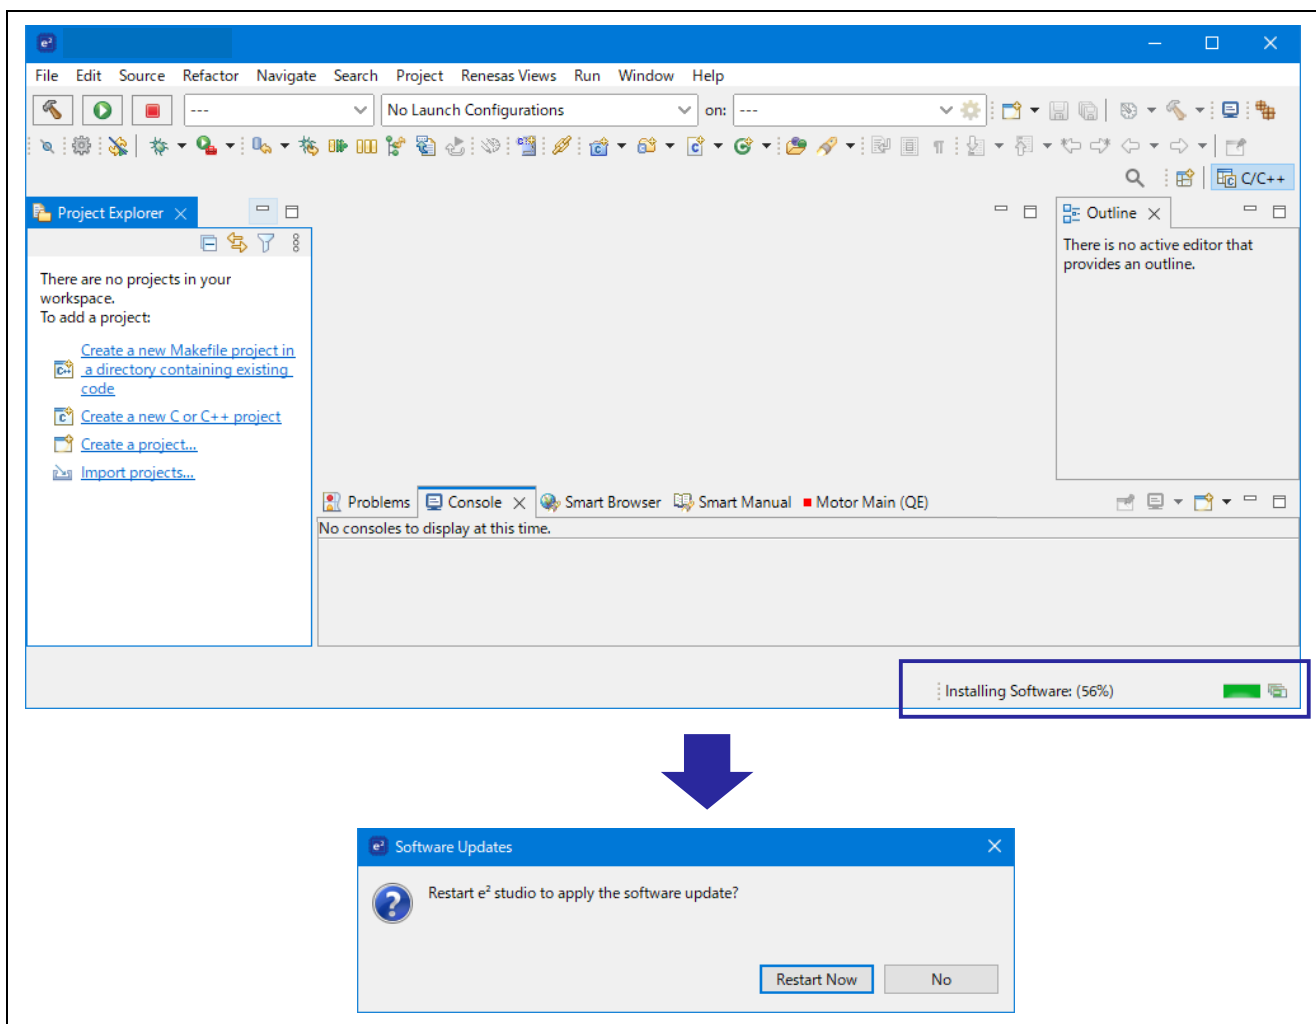 e²
File Edit Source Refactor Navigate Search Project Renesas Views Run Window Help
--- No Launch Configurations on: ---
C/C++
Project Explorer
There are no projects in your
workspace.
To add a project:
Create a new Makefile project in
a directory containing existing
code
Create a new C or C++ project
Create a project...
Import projects...
Outline
There is no active editor that
provides an outline.
Problems Console Smart Browser Smart Manual Motor Main (QE)
No consoles to display at this time.
Installing Software: (56%)
e² Software Updates
Restart e² studio to apply the software update?
Restart Now No